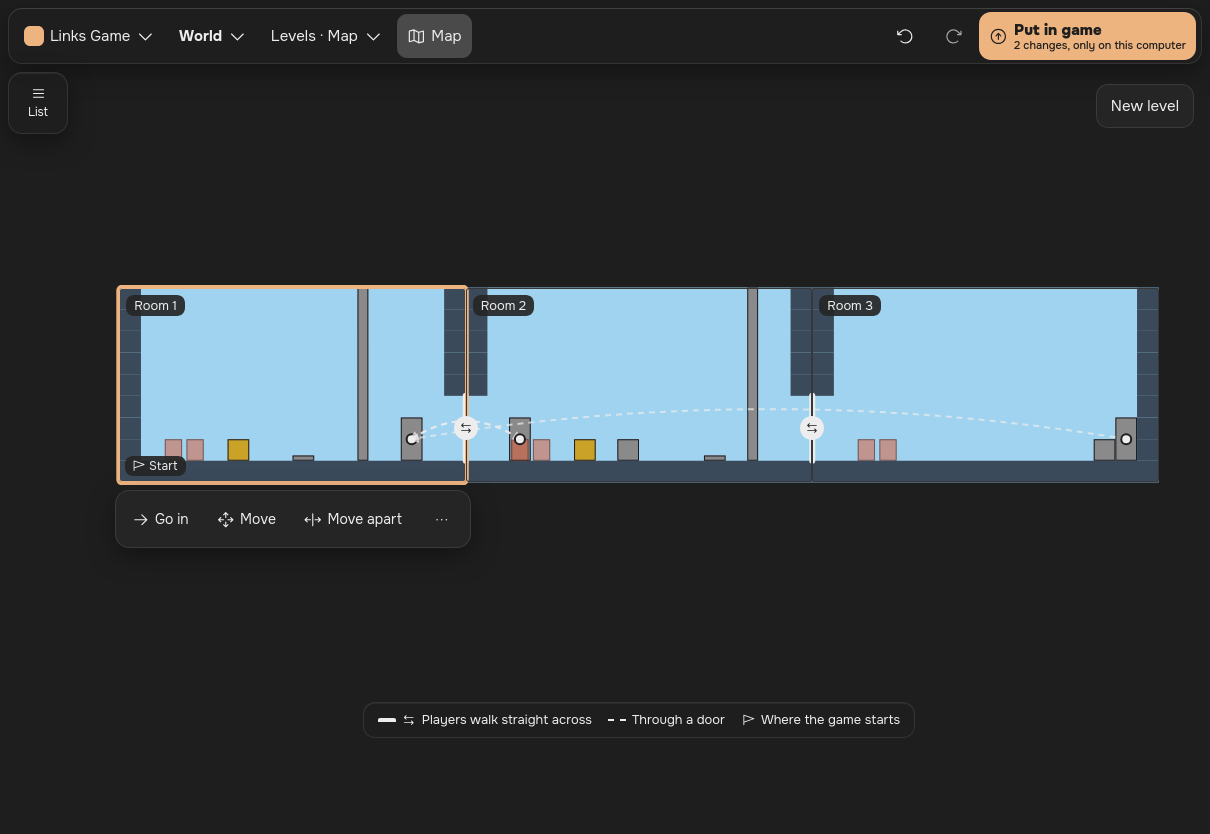 Links Game
World
Levels · Map
Map
Put in game
2 changes, only on this computer
List
New level
Room 1
Room 2
Room 3
Start
Go in
Move
Move apart
···
Players walk straight across
Through a door
Where the game starts